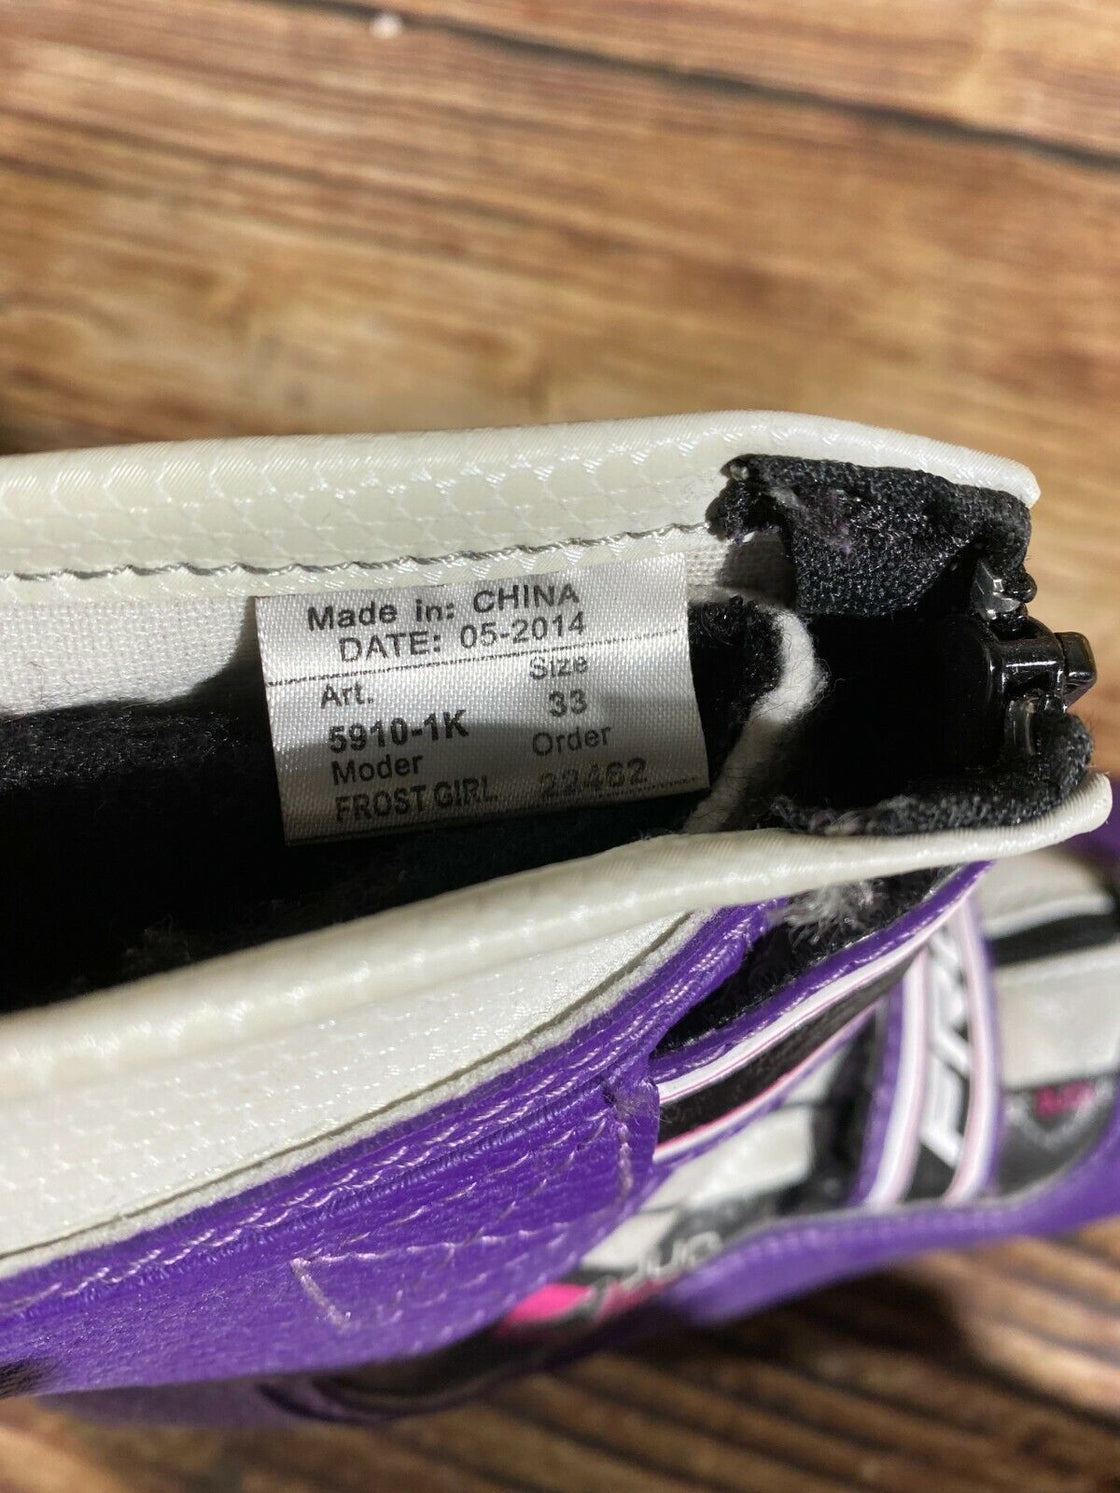 Made in: CHINA
DATE: 05-2014
Art.
5910-1K
Size
33
Moder
FROST GIRL
Order
22462